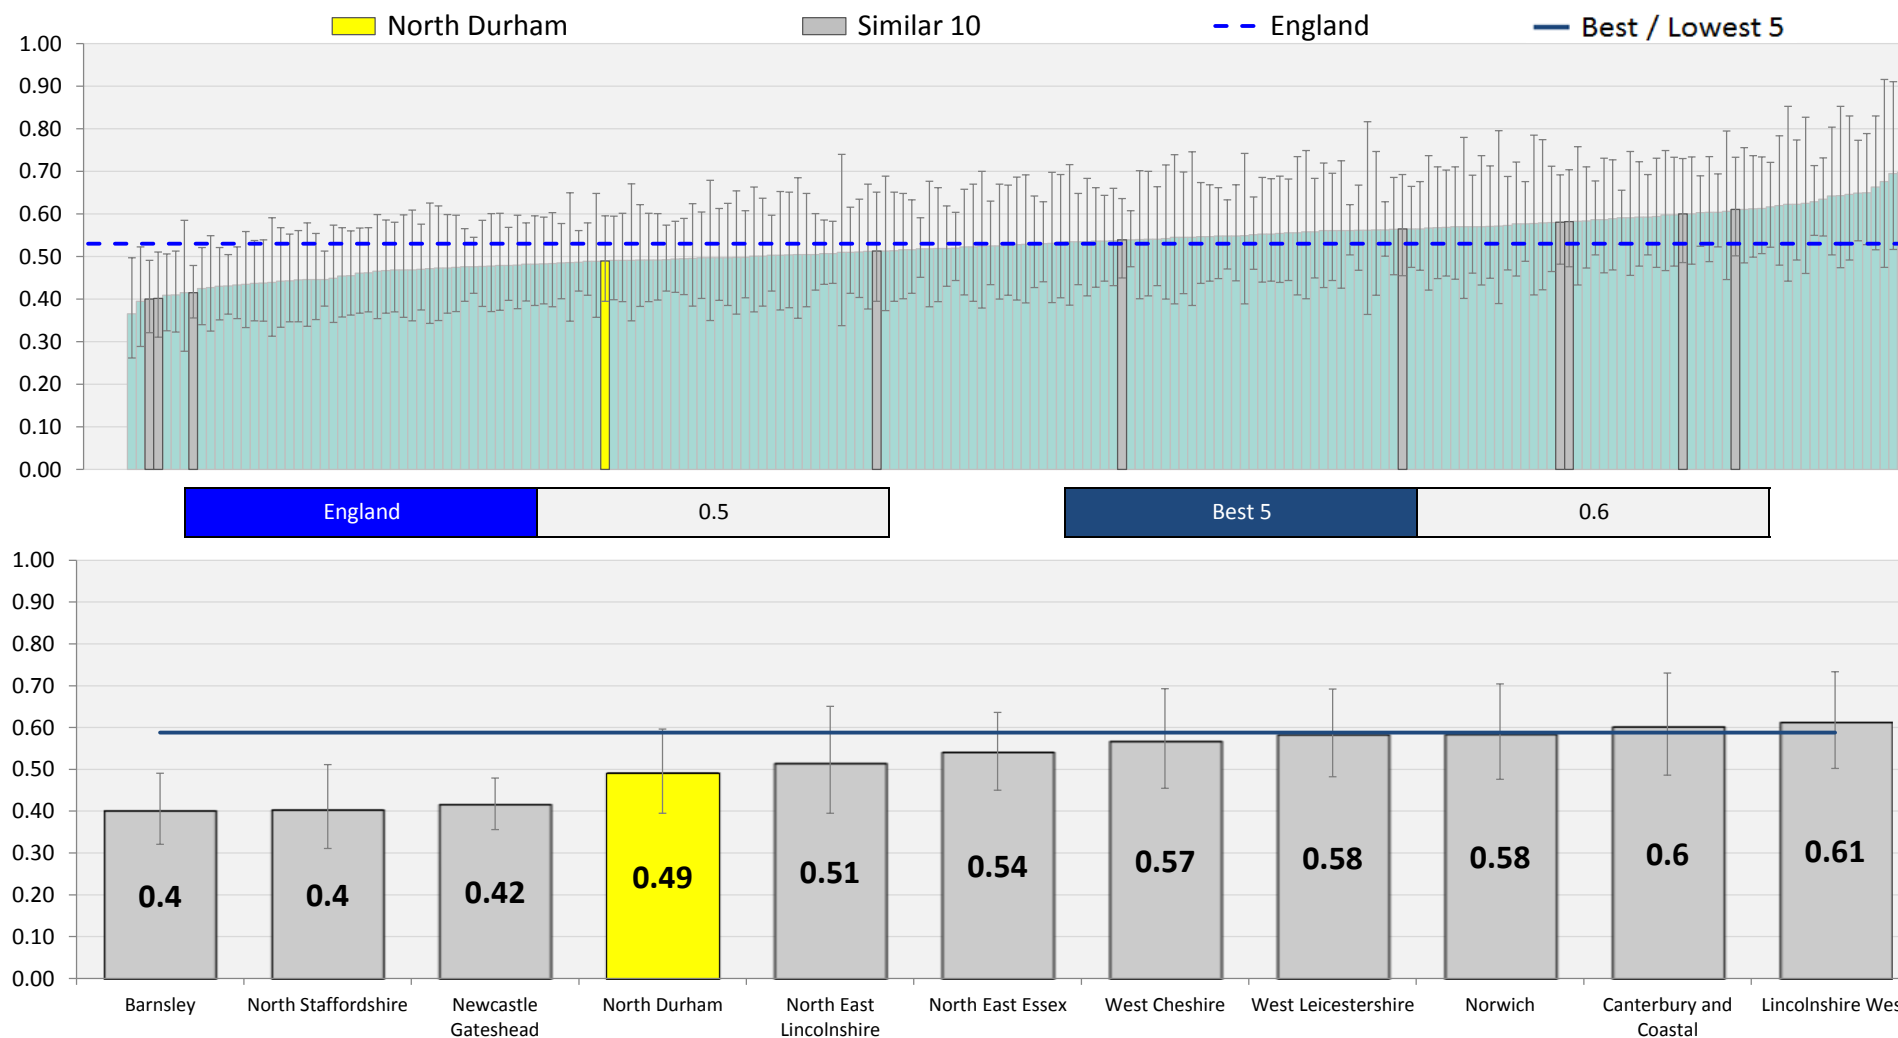 North Durham Similar 10 England Best / Lowest 5
1.00
0.90
0.80
0.70
0.60
0.50
0.40
0.30
0.20
0.10
0.00
England 0.5 Best 5 0.6
1.00
0.90
0.80
0.70
0.60
0.50
0.40
0.30
0.20
0.10
0.00
0.4 0.4 0.42 0.49 0.51 0.54 0.57 0.58 0.58 0.6 0.61
Barnsley
North Staffordshire
Newcastle
Gateshead
North Durham
North East
Lincolnshire
North East Essex
West Cheshire
West Leicestershire
Norwich
Canterbury and
Coastal
Lincolnshire Wes